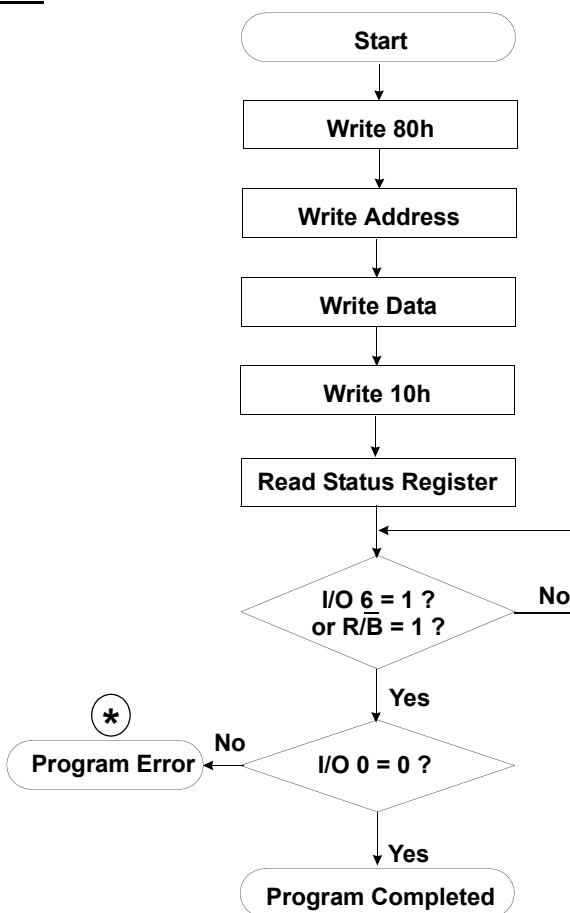 Start
Write 80h
Write Address
Write Data
Write 10h
Read Status Register
I/O 6 = 1 ?
or R/B̅ = 1 ?
No
Yes
*
No
Program Error
I/O 0 = 0 ?
Yes
Program Completed